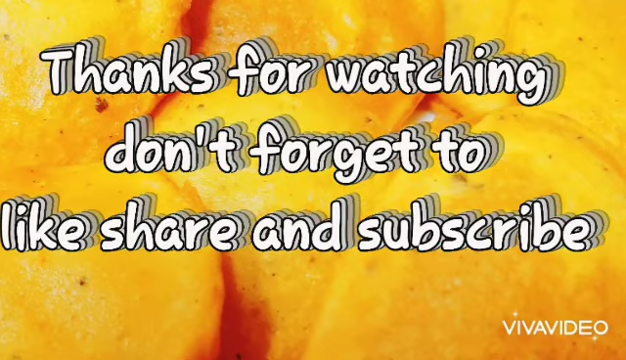 Thanks for watching
don't forget to
like share and subscribe
VIVAVIDEO